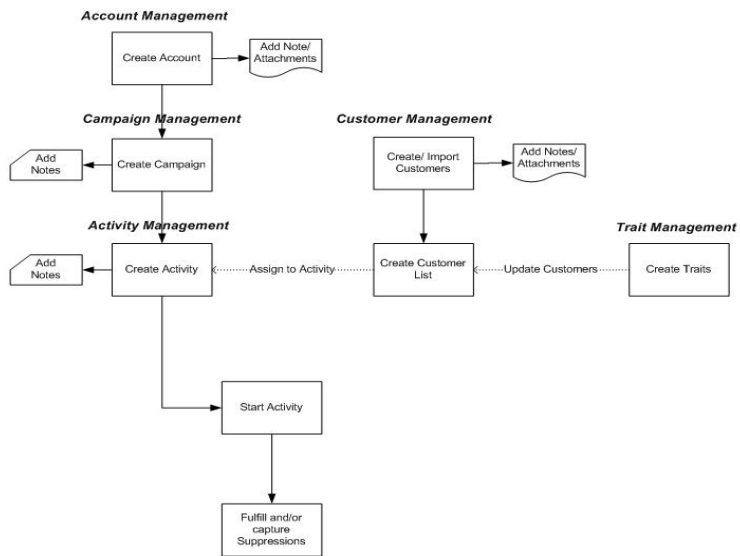 Account Management
Create Account
Add Note/
Attachments
Campaign Management
Customer Management
Add
Notes
Create Campaign
Create/ Import
Customers
Add Notes/
Attachments
Activity Management
Trait Management
Add
Notes
Create Activity
Assign to Activity
Create Customer
List
Update Customers
Create Traits
Start Activity
Fulfill and/or
capture
Suppressions